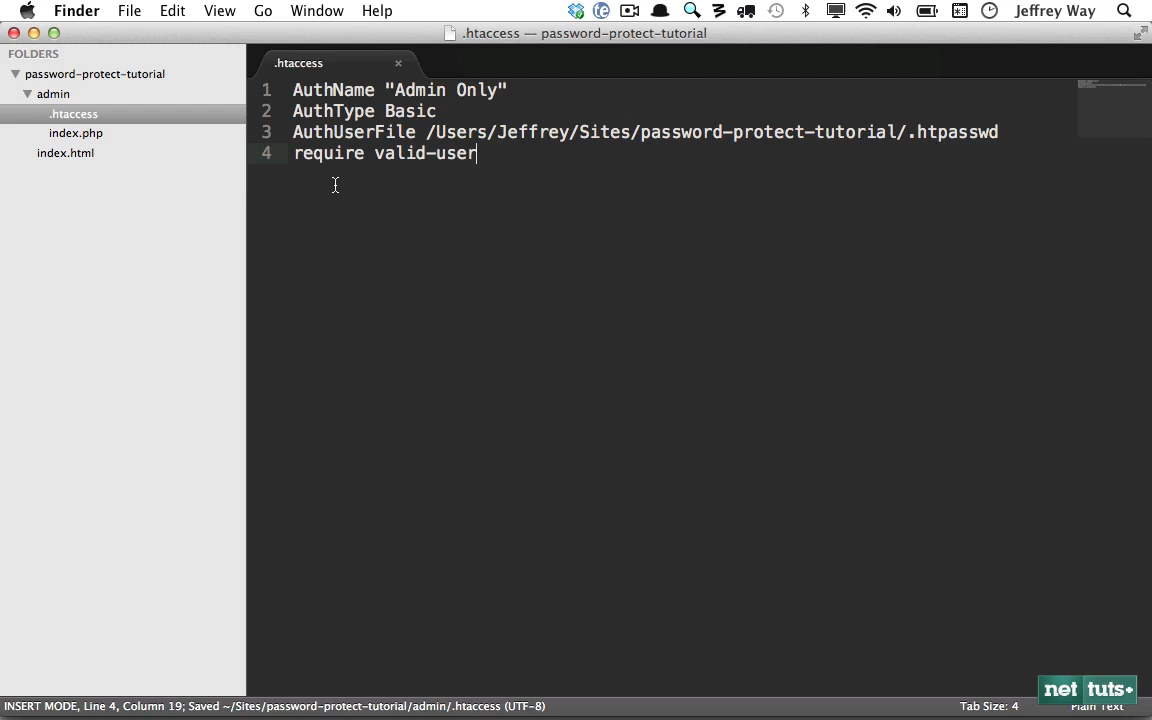 Finder File Edit View Go Window Help Jeffrey Way
.htaccess — password-protect-tutorial
FOLDERS
password-protect-tutorial
admin
.htaccess
index.php
index.html
.htaccess ×
1 AuthName "Admin Only"
2 AuthType Basic
3 AuthUserFile /Users/Jeffrey/Sites/password-protect-tutorial/.htpasswd
4 require valid-user
net tuts+
INSERT MODE, Line 4, Column 19; Saved ~/Sites/password-protect-tutorial/admin/.htaccess (UTF-8) Tab Size: 4 Plain Text